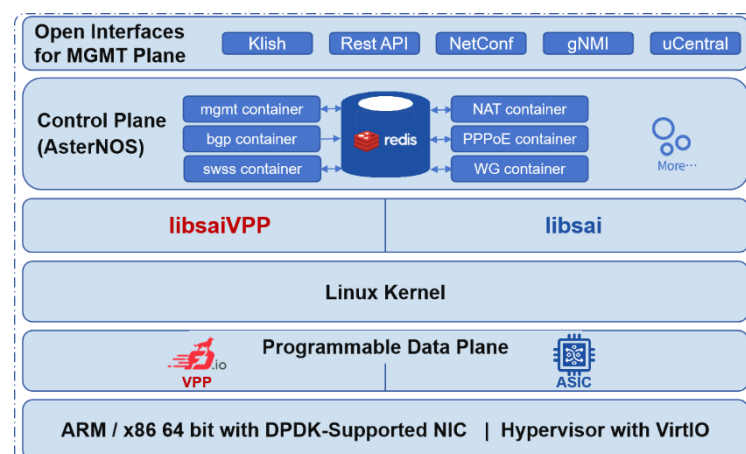 Open Interfaces
for MGMT Plane
Klish
Rest API
NetConf
gNMI
uCentral
Control Plane
(AsterNOS)
mgmt container
bgp container
swss container
redis
NAT container
PPPoE container
WG container
More···
libsaiVPP
libsai
Linux Kernel
Programmable Data Plane
FD.io
VPP
ASIC
ARM / x86 64 bit with DPDK-Supported NIC | Hypervisor with VirtIO